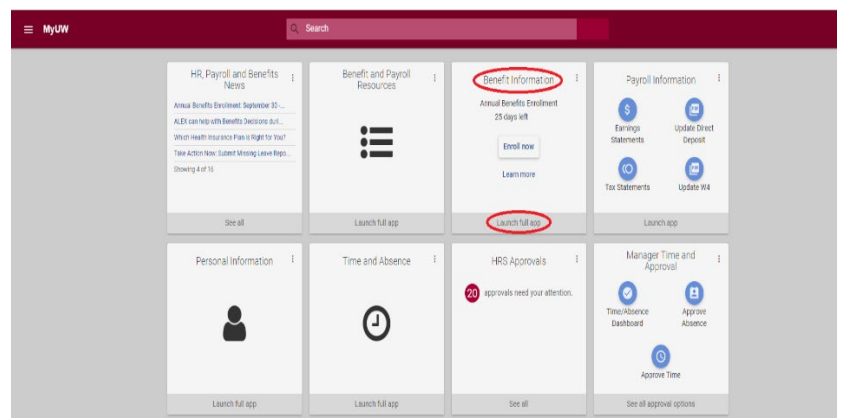 MyUW
Search
HR, Payroll and Benefits
News
Annual Benefits Enrollment: September 30 -...
ALEX can help with Benefits Decisions duri...
Which Health Insurance Plan is Right for You?
Take Action Now: Submit Missing Leave Repo...
Showing 4 of 15
See all
Benefit and Payroll
Resources
Launch full app
Benefit Information
Annual Benefits Enrollment
25 days left
Enroll now
Learn more
Launch full app
Payroll Information
Earnings
Statements
Update Direct
Deposit
Tax Statements
Update W4
Launch app
Personal Information
Launch full app
Time and Absence
Launch full app
HRS Approvals
20 approvals need your attention.
See all
Manager Time and
Approval
Time/Absence
Dashboard
Approve
Absence
Approve Time
See all approval options